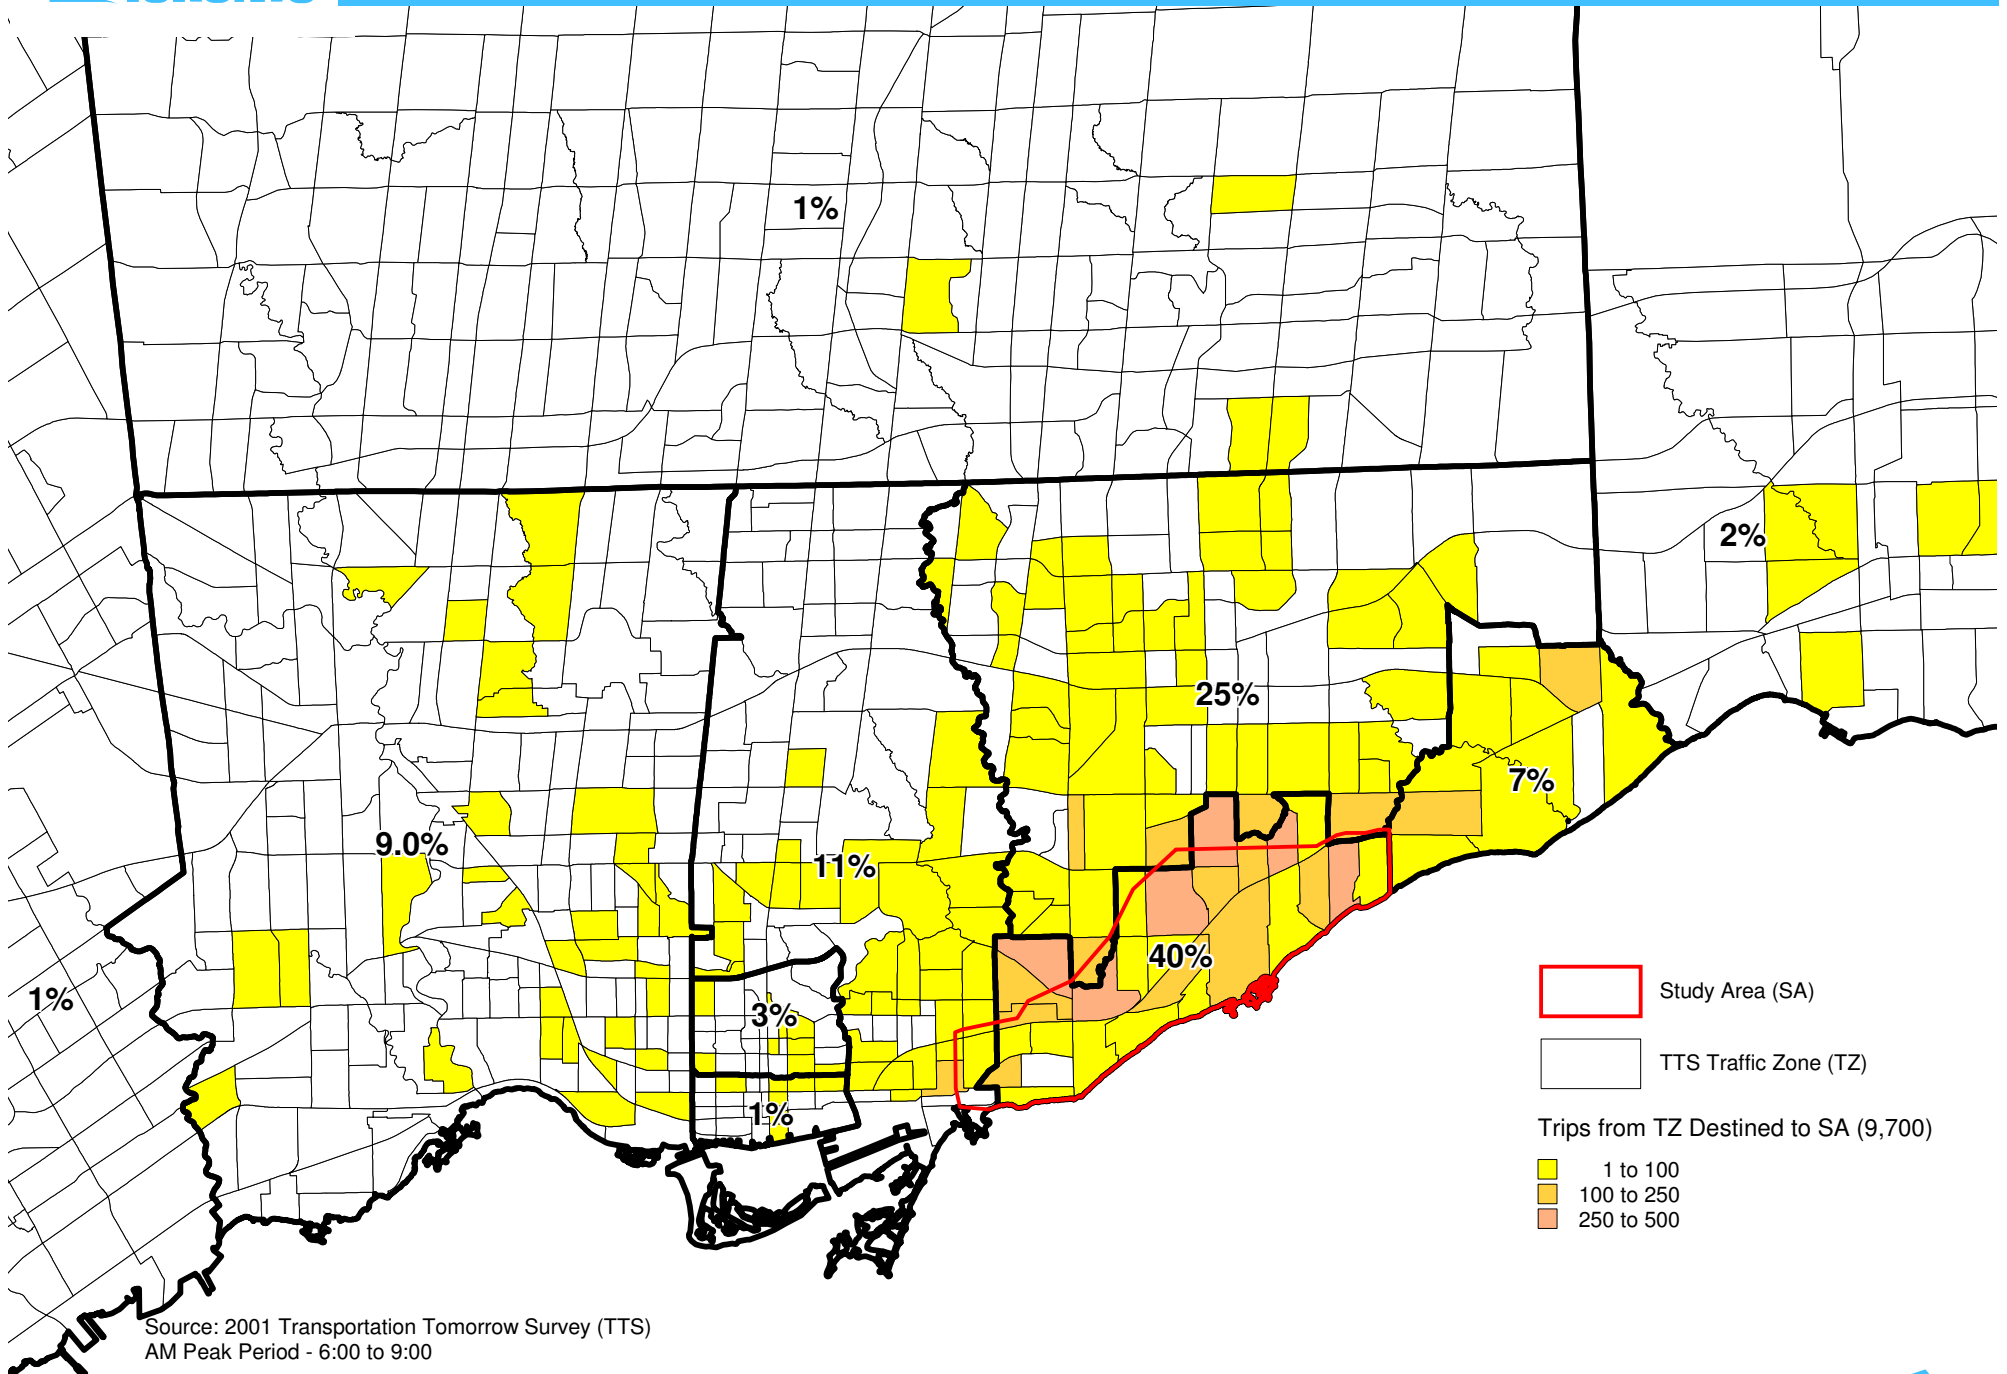 1%
2%
25%
7%
9.0%
11%
40%
1%
3%
1%
Study Area (SA)
TTS Traffic Zone (TZ)
Trips from TZ Destined to SA (9,700)
1 to 100
100 to 250
250 to 500
Source: 2001 Transportation Tomorrow Survey (TTS)
AM Peak Period - 6:00 to 9:00